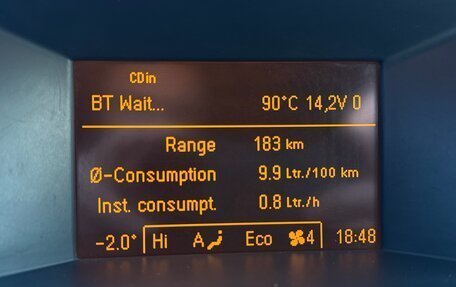 CDin
BT Wait... 90°C 14,2V 0
Range 183 km
Ø-Consumption 9.9 Ltr./100 km
Inst. consumpt. 0.8 Ltr./h
-2.0° Hi A Eco 4 18:48